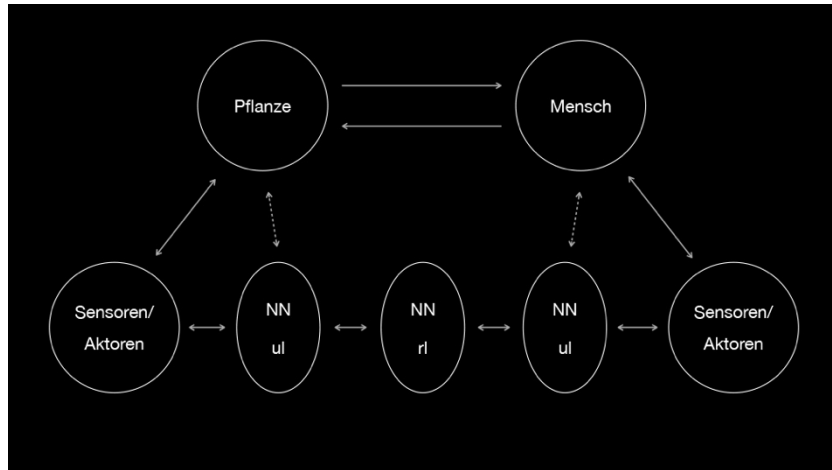 Pflanze
Mensch
Sensoren/
Aktoren
NN
ul
NN
rl
NN
ul
Sensoren/
Aktoren